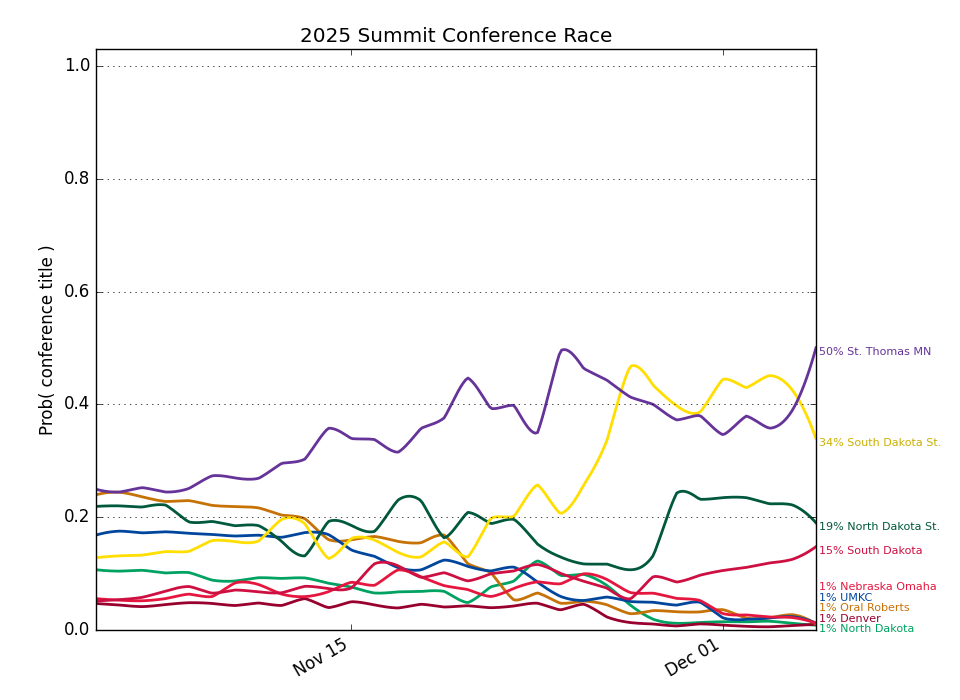 2025 Summit Conference Race
Prob( conference title )
1.0
0.8
0.6
0.4
0.2
0.0
Nov 15
Dec 01
50% St. Thomas MN
34% South Dakota St.
19% North Dakota St.
15% South Dakota
1% Nebraska Omaha
1% UMKC
1% Oral Roberts
1% Denver
1% North Dakota